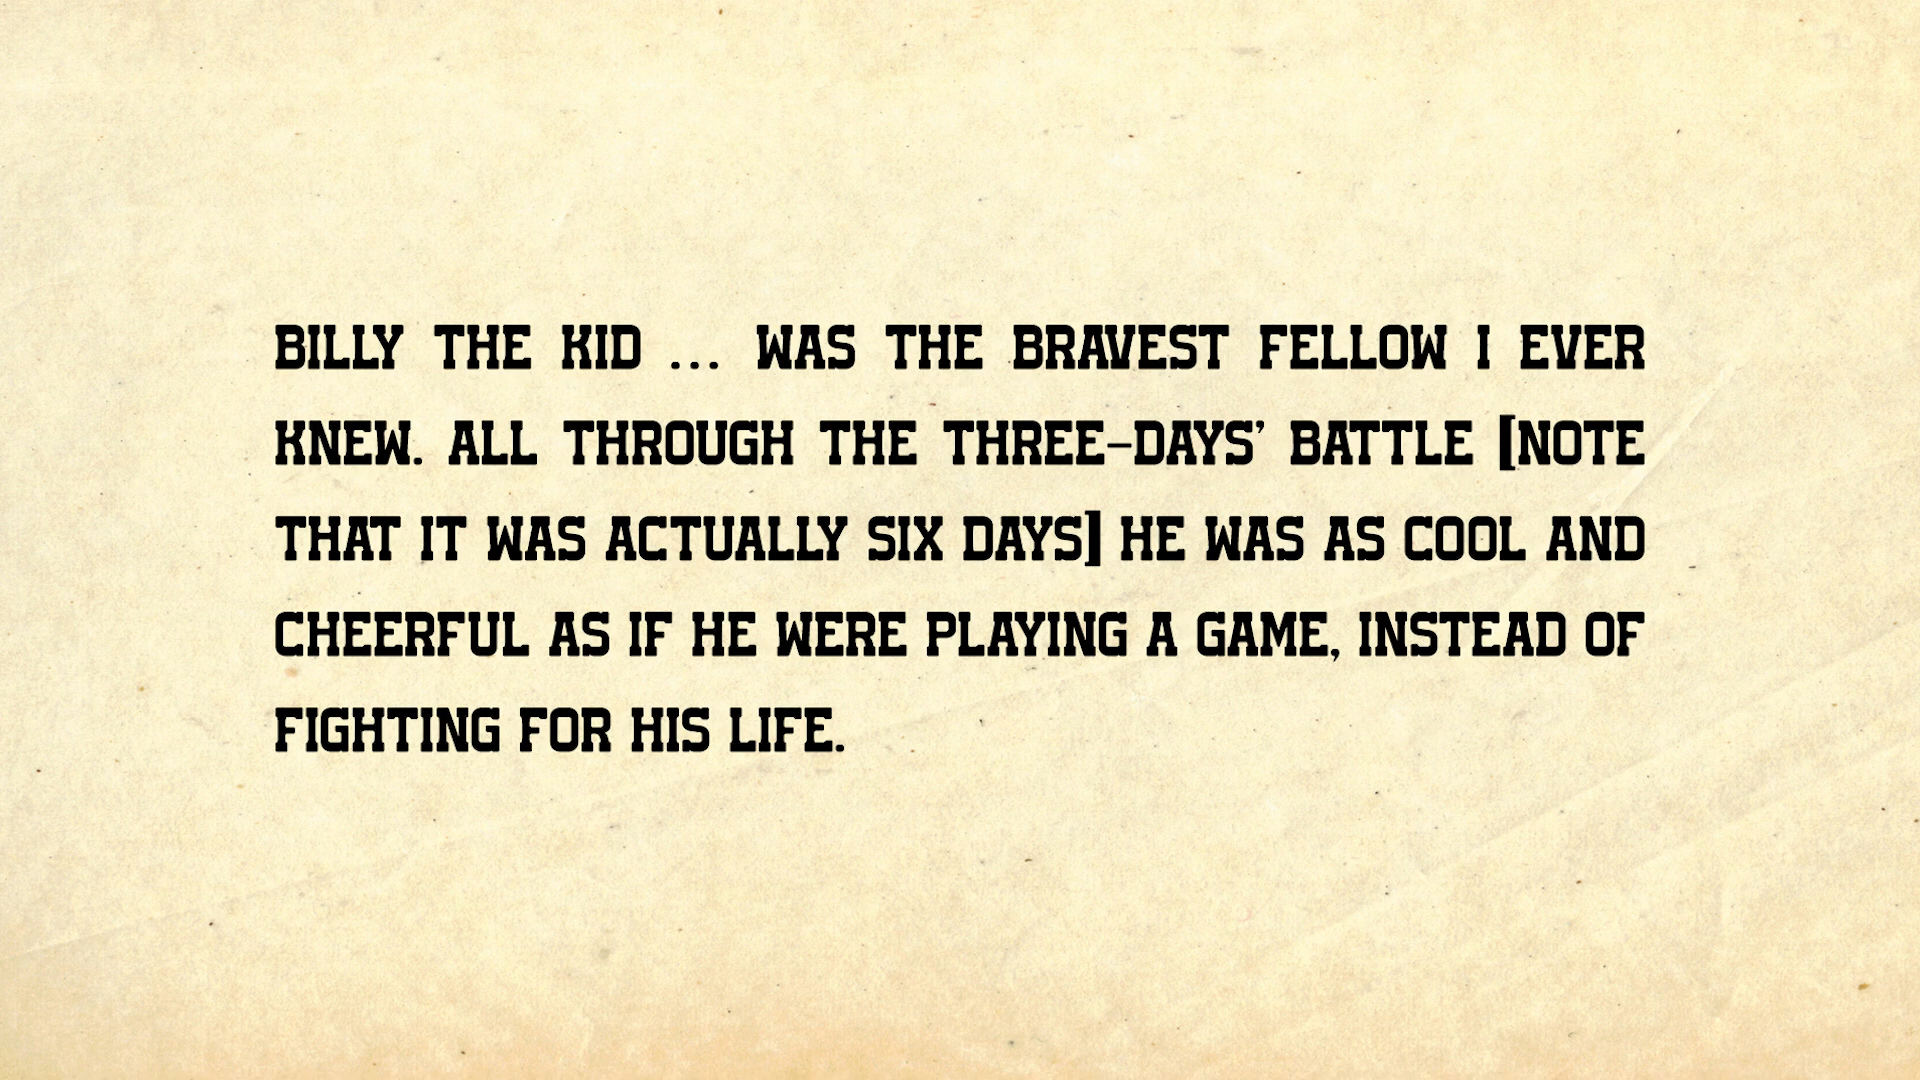 BILLY THE KID ... WAS THE BRAVEST FELLOW I EVER
KNEW. ALL THROUGH THE THREE-DAYS' BATTLE [NOTE
THAT IT WAS ACTUALLY SIX DAYS] HE WAS AS COOL AND
CHEERFUL AS IF HE WERE PLAYING A GAME, INSTEAD OF
FIGHTING FOR HIS LIFE.